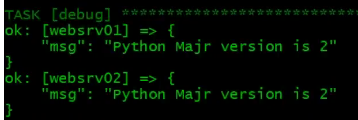 TASK [debug] ****************************
ok: [websrv01] => {
    "msg": "Python Majr version is 2"
}
ok: [websrv02] => {
    "msg": "Python Majr version is 2"
}